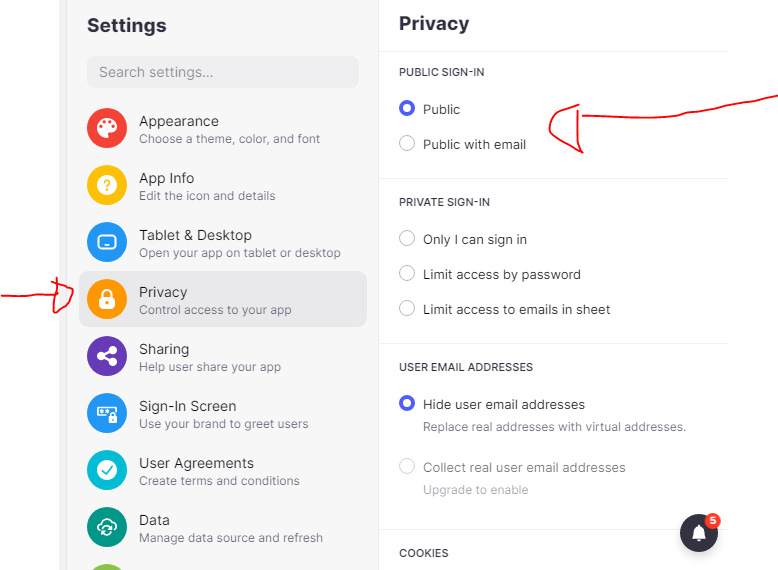 Settings
Search settings...
Appearance
Choose a theme, color, and font
App Info
Edit the icon and details
Tablet & Desktop
Open your app on tablet or desktop
Privacy
Control access to your app
Sharing
Help user share your app
Sign-In Screen
Use your brand to greet users
User Agreements
Create terms and conditions
Data
Manage data source and refresh
Privacy
PUBLIC SIGN-IN
Public
Public with email
PRIVATE SIGN-IN
Only I can sign in
Limit access by password
Limit access to emails in sheet
USER EMAIL ADDRESSES
Hide user email addresses
Replace real addresses with virtual addresses.
Collect real user email addresses
Upgrade to enable
5
COOKIES